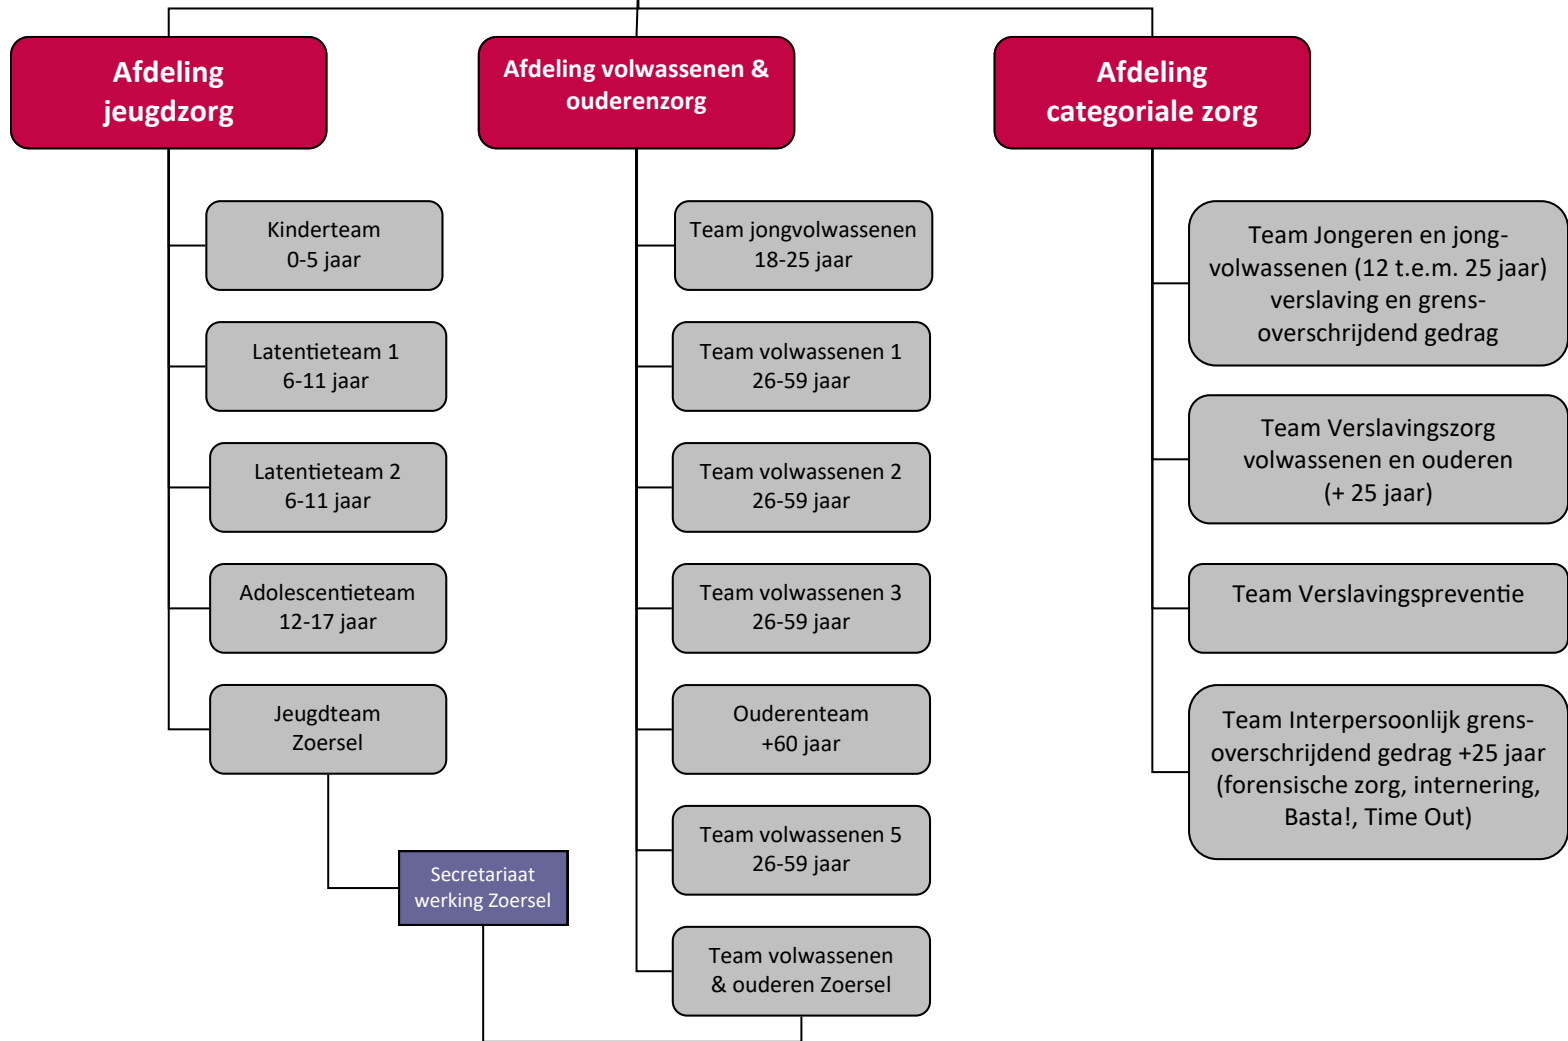 Afdeling
jeugdzorg
Kinderteam
0-5 jaar
Latentieteam 1
6-11 jaar
Latentieteam 2
6-11 jaar
Adolescentieteam
12-17 jaar
Jeugdteam
Zoersel
Secretariaat
werking Zoersel
Afdeling volwassenen &
ouderenzorg
Team jongvolwassenen
18-25 jaar
Team volwassenen 1
26-59 jaar
Team volwassenen 2
26-59 jaar
Team volwassenen 3
26-59 jaar
Ouderenteam
+60 jaar
Team volwassenen 5
26-59 jaar
Team volwassenen
& ouderen Zoersel
Afdeling
categoriale zorg
Team Jongeren en jong-
volwassenen (12 t.e.m. 25 jaar)
verslaving en grens-
overschrijdend gedrag
Team Verslavingszorg
volwassenen en ouderen
(+ 25 jaar)
Team Verslavingspreventie
Team Interpersoonlijk grens-
overschrijdend gedrag +25 jaar
(forensische zorg, internering,
Basta!, Time Out)